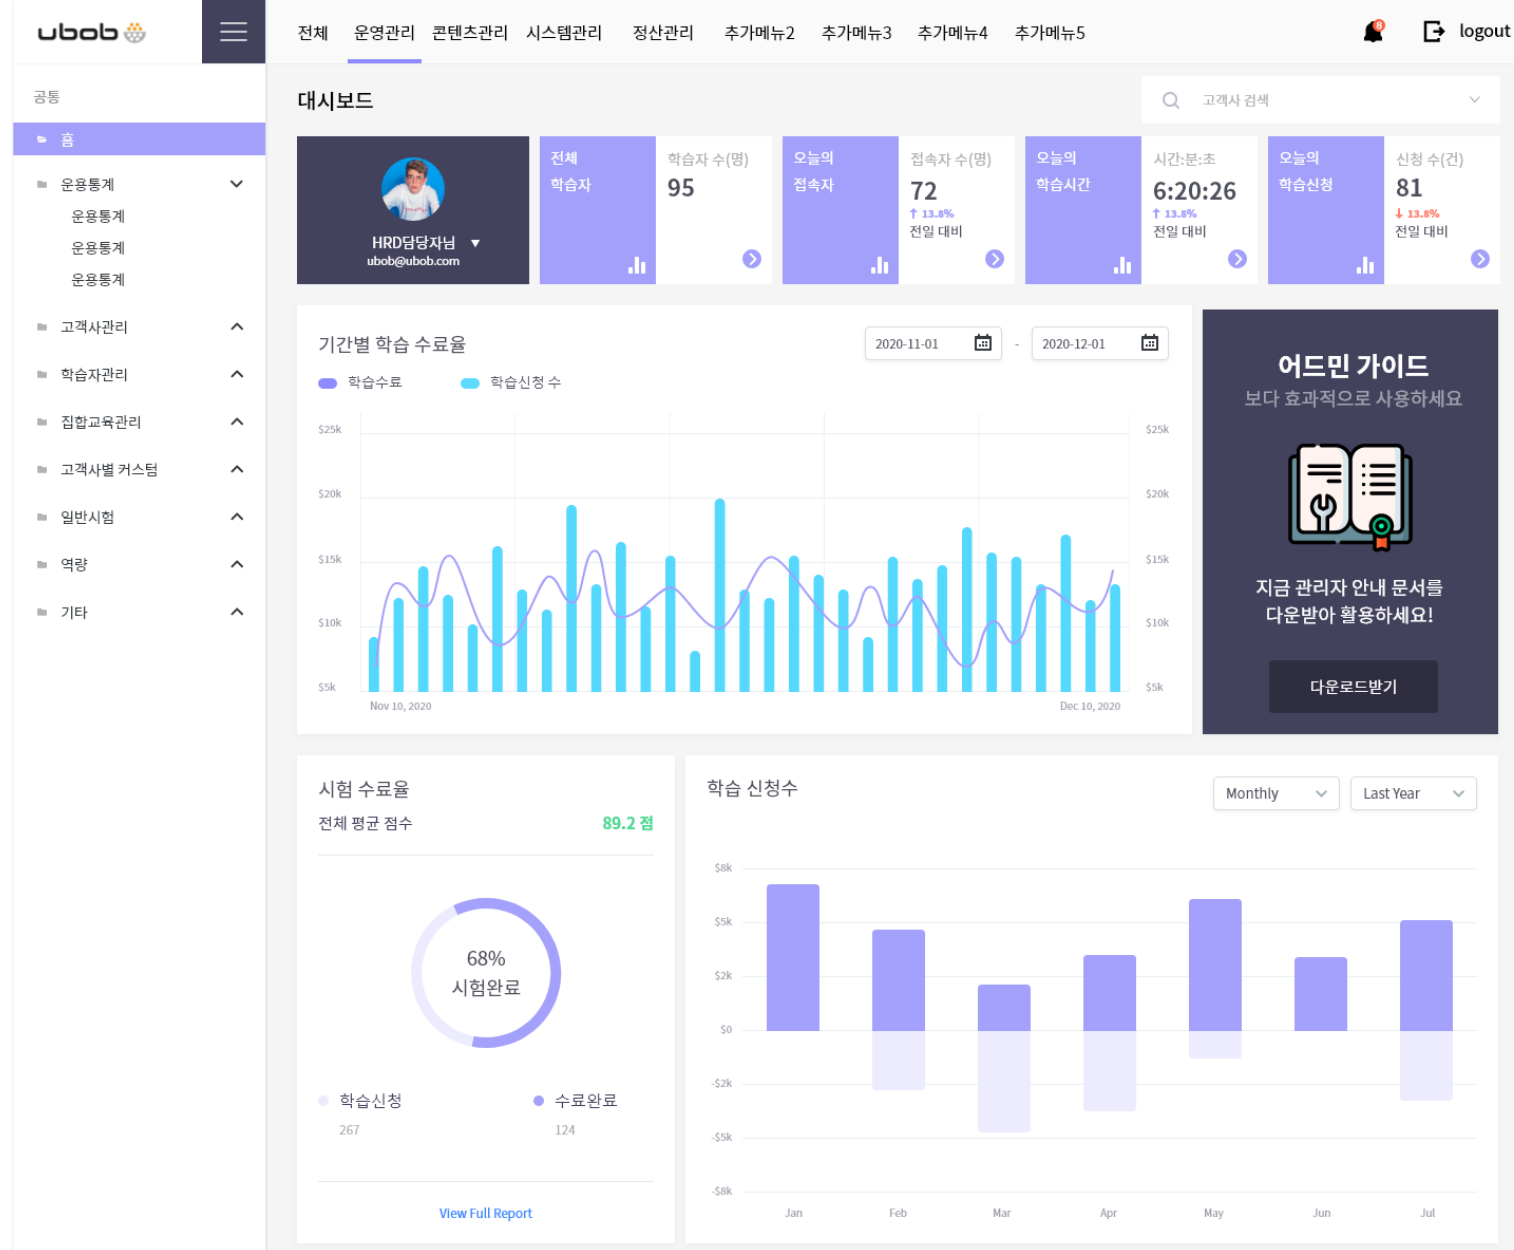 ubob
전체 운영관리 콘텐츠관리 시스템관리 정산관리 추가메뉴2 추가메뉴3 추가메뉴4 추가메뉴5
8
logout
공통
홈
운용통계
운용통계
운용통계
운용통계
고객사관리
학습자관리
집합교육관리
고객사별 커스텀
일반시험
역량
기타
대시보드
고객사 검색
HRD담당자님 ▼
ubob@ubob.com
전체
학습자
학습자 수(명)
95
오늘의
접속자
접속자 수(명)
72
↑ 13.8%
전일 대비
오늘의
학습시간
시간:분:초
6:20:26
↑ 13.8%
전일 대비
오늘의
학습신청
신청 수(건)
81
↓ 13.8%
전일 대비
기간별 학습 수료율
2020-11-01 - 2020-12-01
학습수료 학습신청 수
$25k $25k
$20k $20k
$15k $15k
$10k $10k
$5k $5k
Nov 10, 2020 Dec 10, 2020
어드민 가이드
보다 효과적으로 사용하세요
지금 관리자 안내 문서를
다운받아 활용하세요!
다운로드받기
시험 수료율
전체 평균 점수 89.2 점
68%
시험완료
학습신청 수료완료
267 124
View Full Report
학습 신청수
Monthly Last Year
$8k
$5k
$2k
$0
-$2k
-$5k
-$8k
Jan Feb Mar Apr May Jun Jul